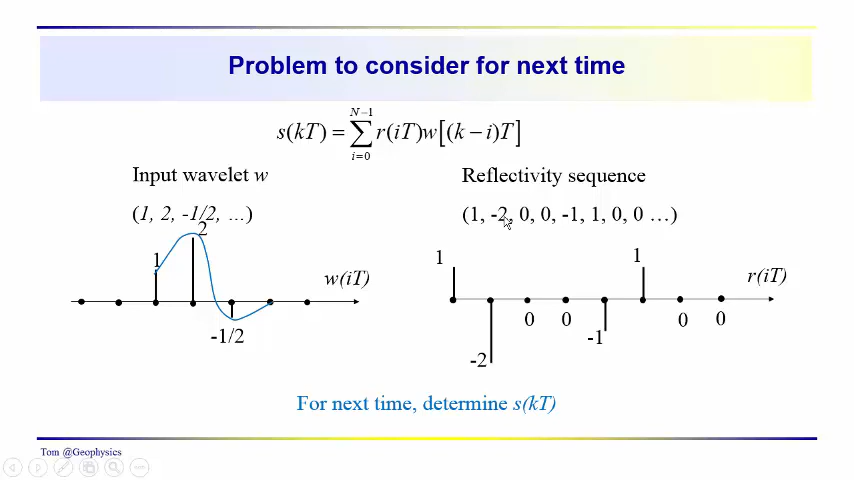 Problem to consider for next time
s(kT) = \sum_{i=0}^{N-1} r(iT)w[(k − i)T]
Input wavelet w
(1, 2, -1/2, …)
2
1
w(iT)
-1/2
Reflectivity sequence
(1, -2, 0, 0, -1, 1, 0, 0 …)
1
1
r(iT)
0
0
0
0
-1
-2
For next time, determine s(kT)
Tom @Geophysics